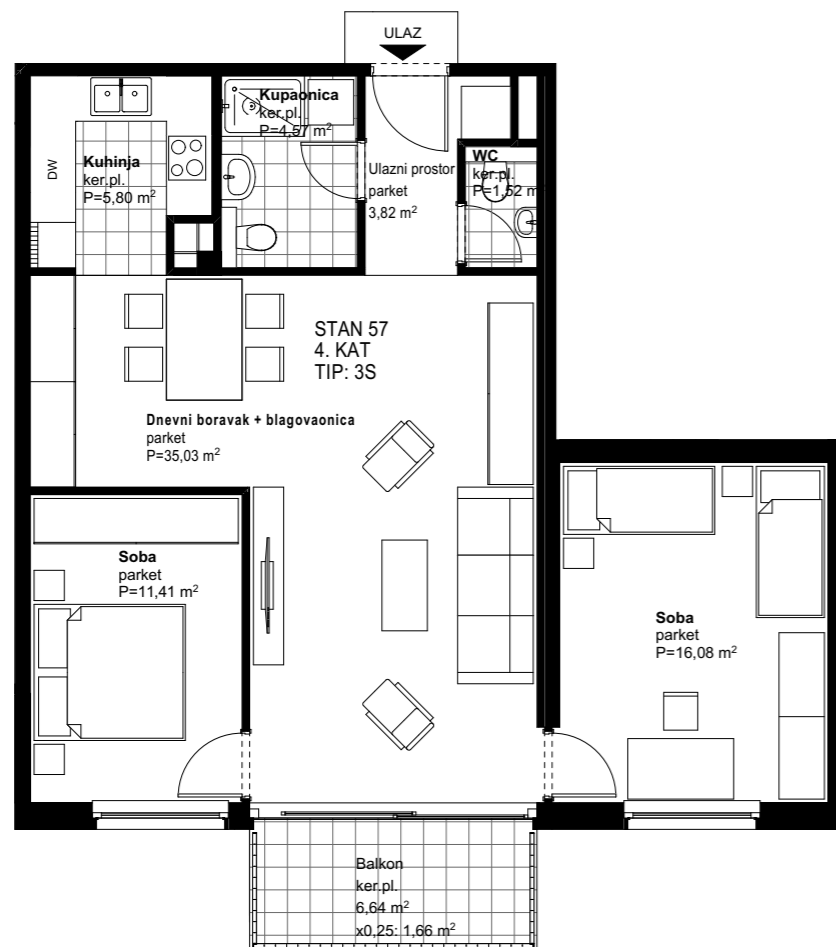 ULAZ
Kupaonica
ker.pl.
P=4,57 m²
Kuhinja
ker.pl.
P=5,80 m²
DW
Ulazni prostor
parket
3,82 m²
WC
ker.pl.
P=1,52 m
STAN 57
4. KAT
TIP: 3S
Dnevni boravak + blagovaonica
parket
P=35,03 m²
Soba
parket
P=11,41 m²
Soba
parket
P=16,08 m²
Balkon
ker.pl.
6,64 m²
x0,25: 1,66 m²